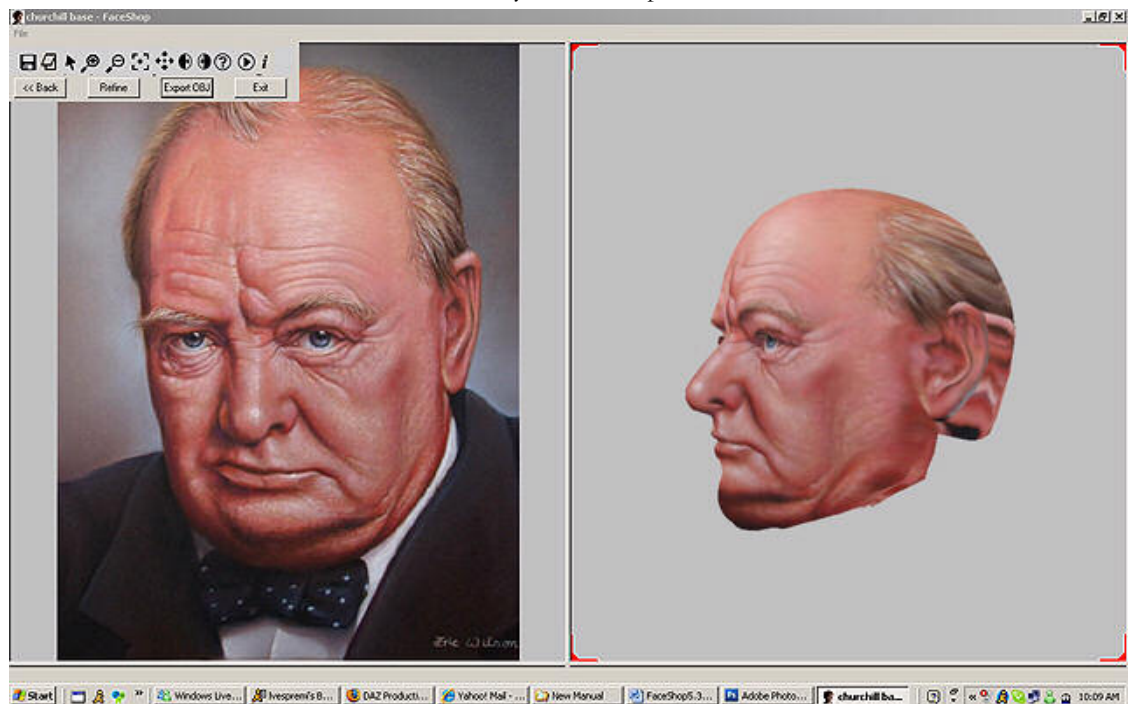 churchill base - FaceShop
File
<< Back Refine Export OBJ Exit
Eric Wilson
Start Windows Live... lvespremi's B... DAZ Producti... Yahoo! Mail - ... New Manual FaceShop5.3... Adobe Photo... churchill ba... 10:09 AM